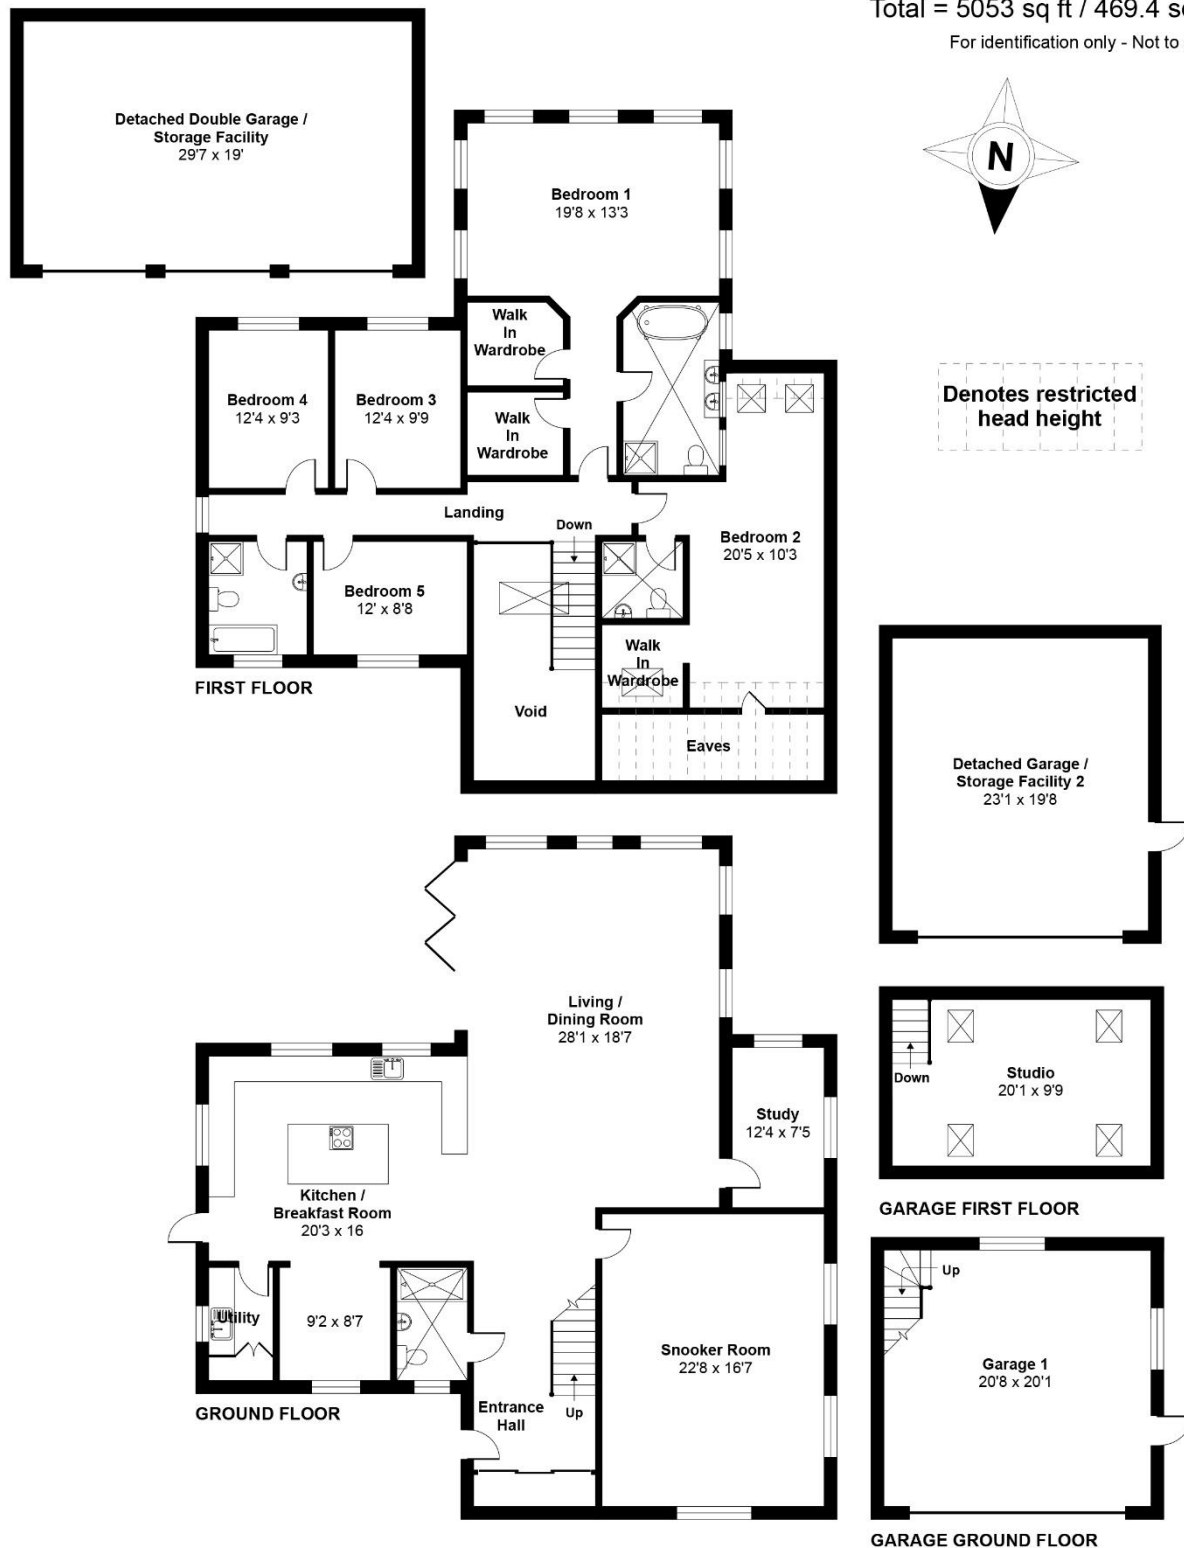 Total = 5053 sq ft / 469.4 s
For identification only - Not to
N
Detached Double Garage /
Storage Facility
29'7 x 19'
Bedroom 1
19'8 x 13'3
Walk
In
Wardrobe
Denotes restricted
head height
Bedroom 4
12'4 x 9'3
Bedroom 3
12'4 x 9'9
Walk
In
Wardrobe
Landing
Down
Bedroom 2
20'5 x 10'3
Bedroom 5
12' x 8'8
Walk
In
Wardrobe
FIRST FLOOR
Void
Eaves
Detached Garage /
Storage Facility 2
23'1 x 19'8
Living /
Dining Room
28'1 x 18'7
Down
Studio
20'1 x 9'9
Study
12'4 x 7'5
Kitchen /
Breakfast Room
20'3 x 16
GARAGE FIRST FLOOR
Up
Utility
9'2 x 8'7
Snooker Room
22'8 x 16'7
Garage 1
20'8 x 20'1
Entrance
Hall
Up
GROUND FLOOR
GARAGE GROUND FLOOR